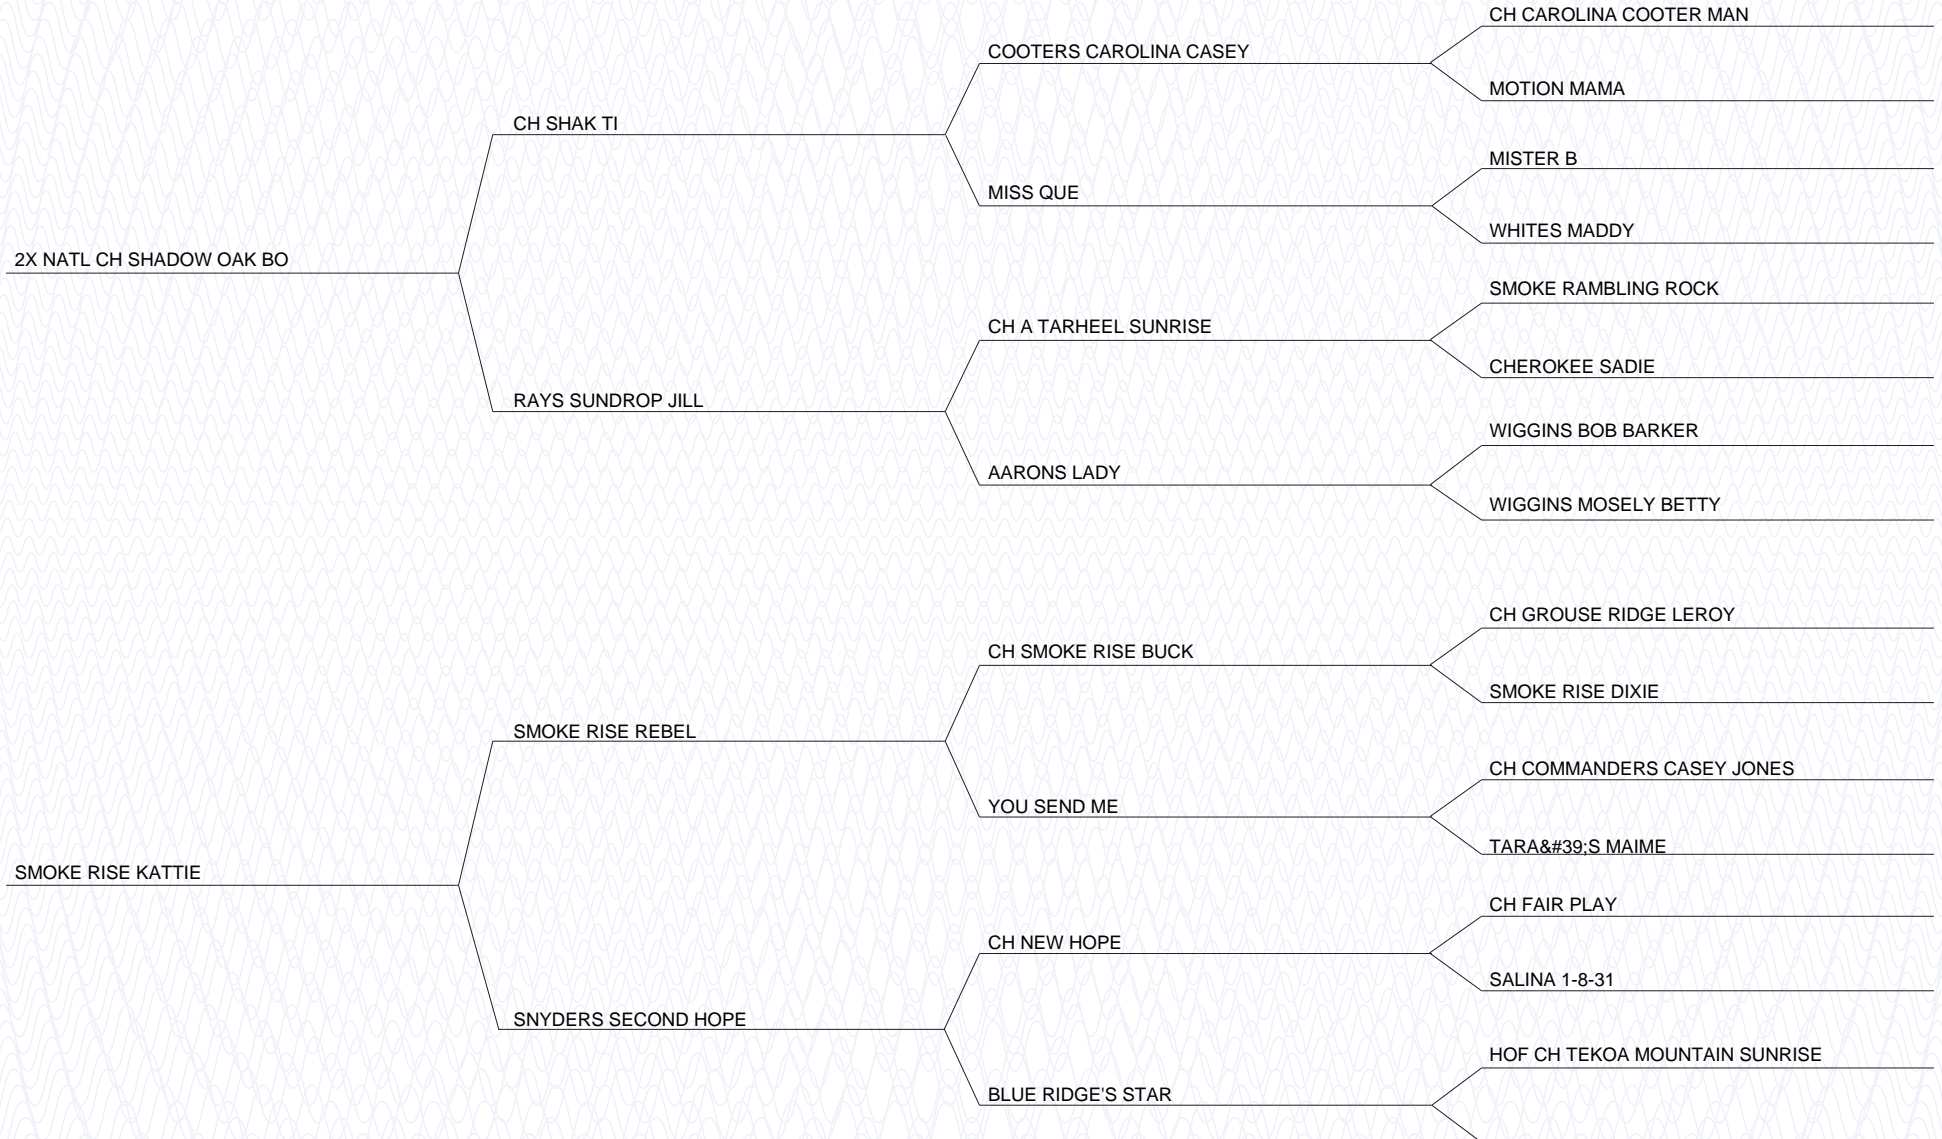 CH CAROLINA COOTER MAN
COOTERS CAROLINA CASEY
MOTION MAMA
CH SHAK TI
MISTER B
MISS QUE
WHITES MADDY
2X NATL CH SHADOW OAK BO
SMOKE RAMBLING ROCK
CH A TARHEEL SUNRISE
CHEROKEE SADIE
RAYS SUNDROP JILL
WIGGINS BOB BARKER
AARONS LADY
WIGGINS MOSELY BETTY
CH GROUSE RIDGE LEROY
CH SMOKE RISE BUCK
SMOKE RISE DIXIE
SMOKE RISE REBEL
CH COMMANDERS CASEY JONES
YOU SEND ME
TARA&#39;S MAIME
SMOKE RISE KATTIE
CH FAIR PLAY
CH NEW HOPE
SALINA 1-8-31
SNYDERS SECOND HOPE
HOF CH TEKOA MOUNTAIN SUNRISE
BLUE RIDGE'S STAR